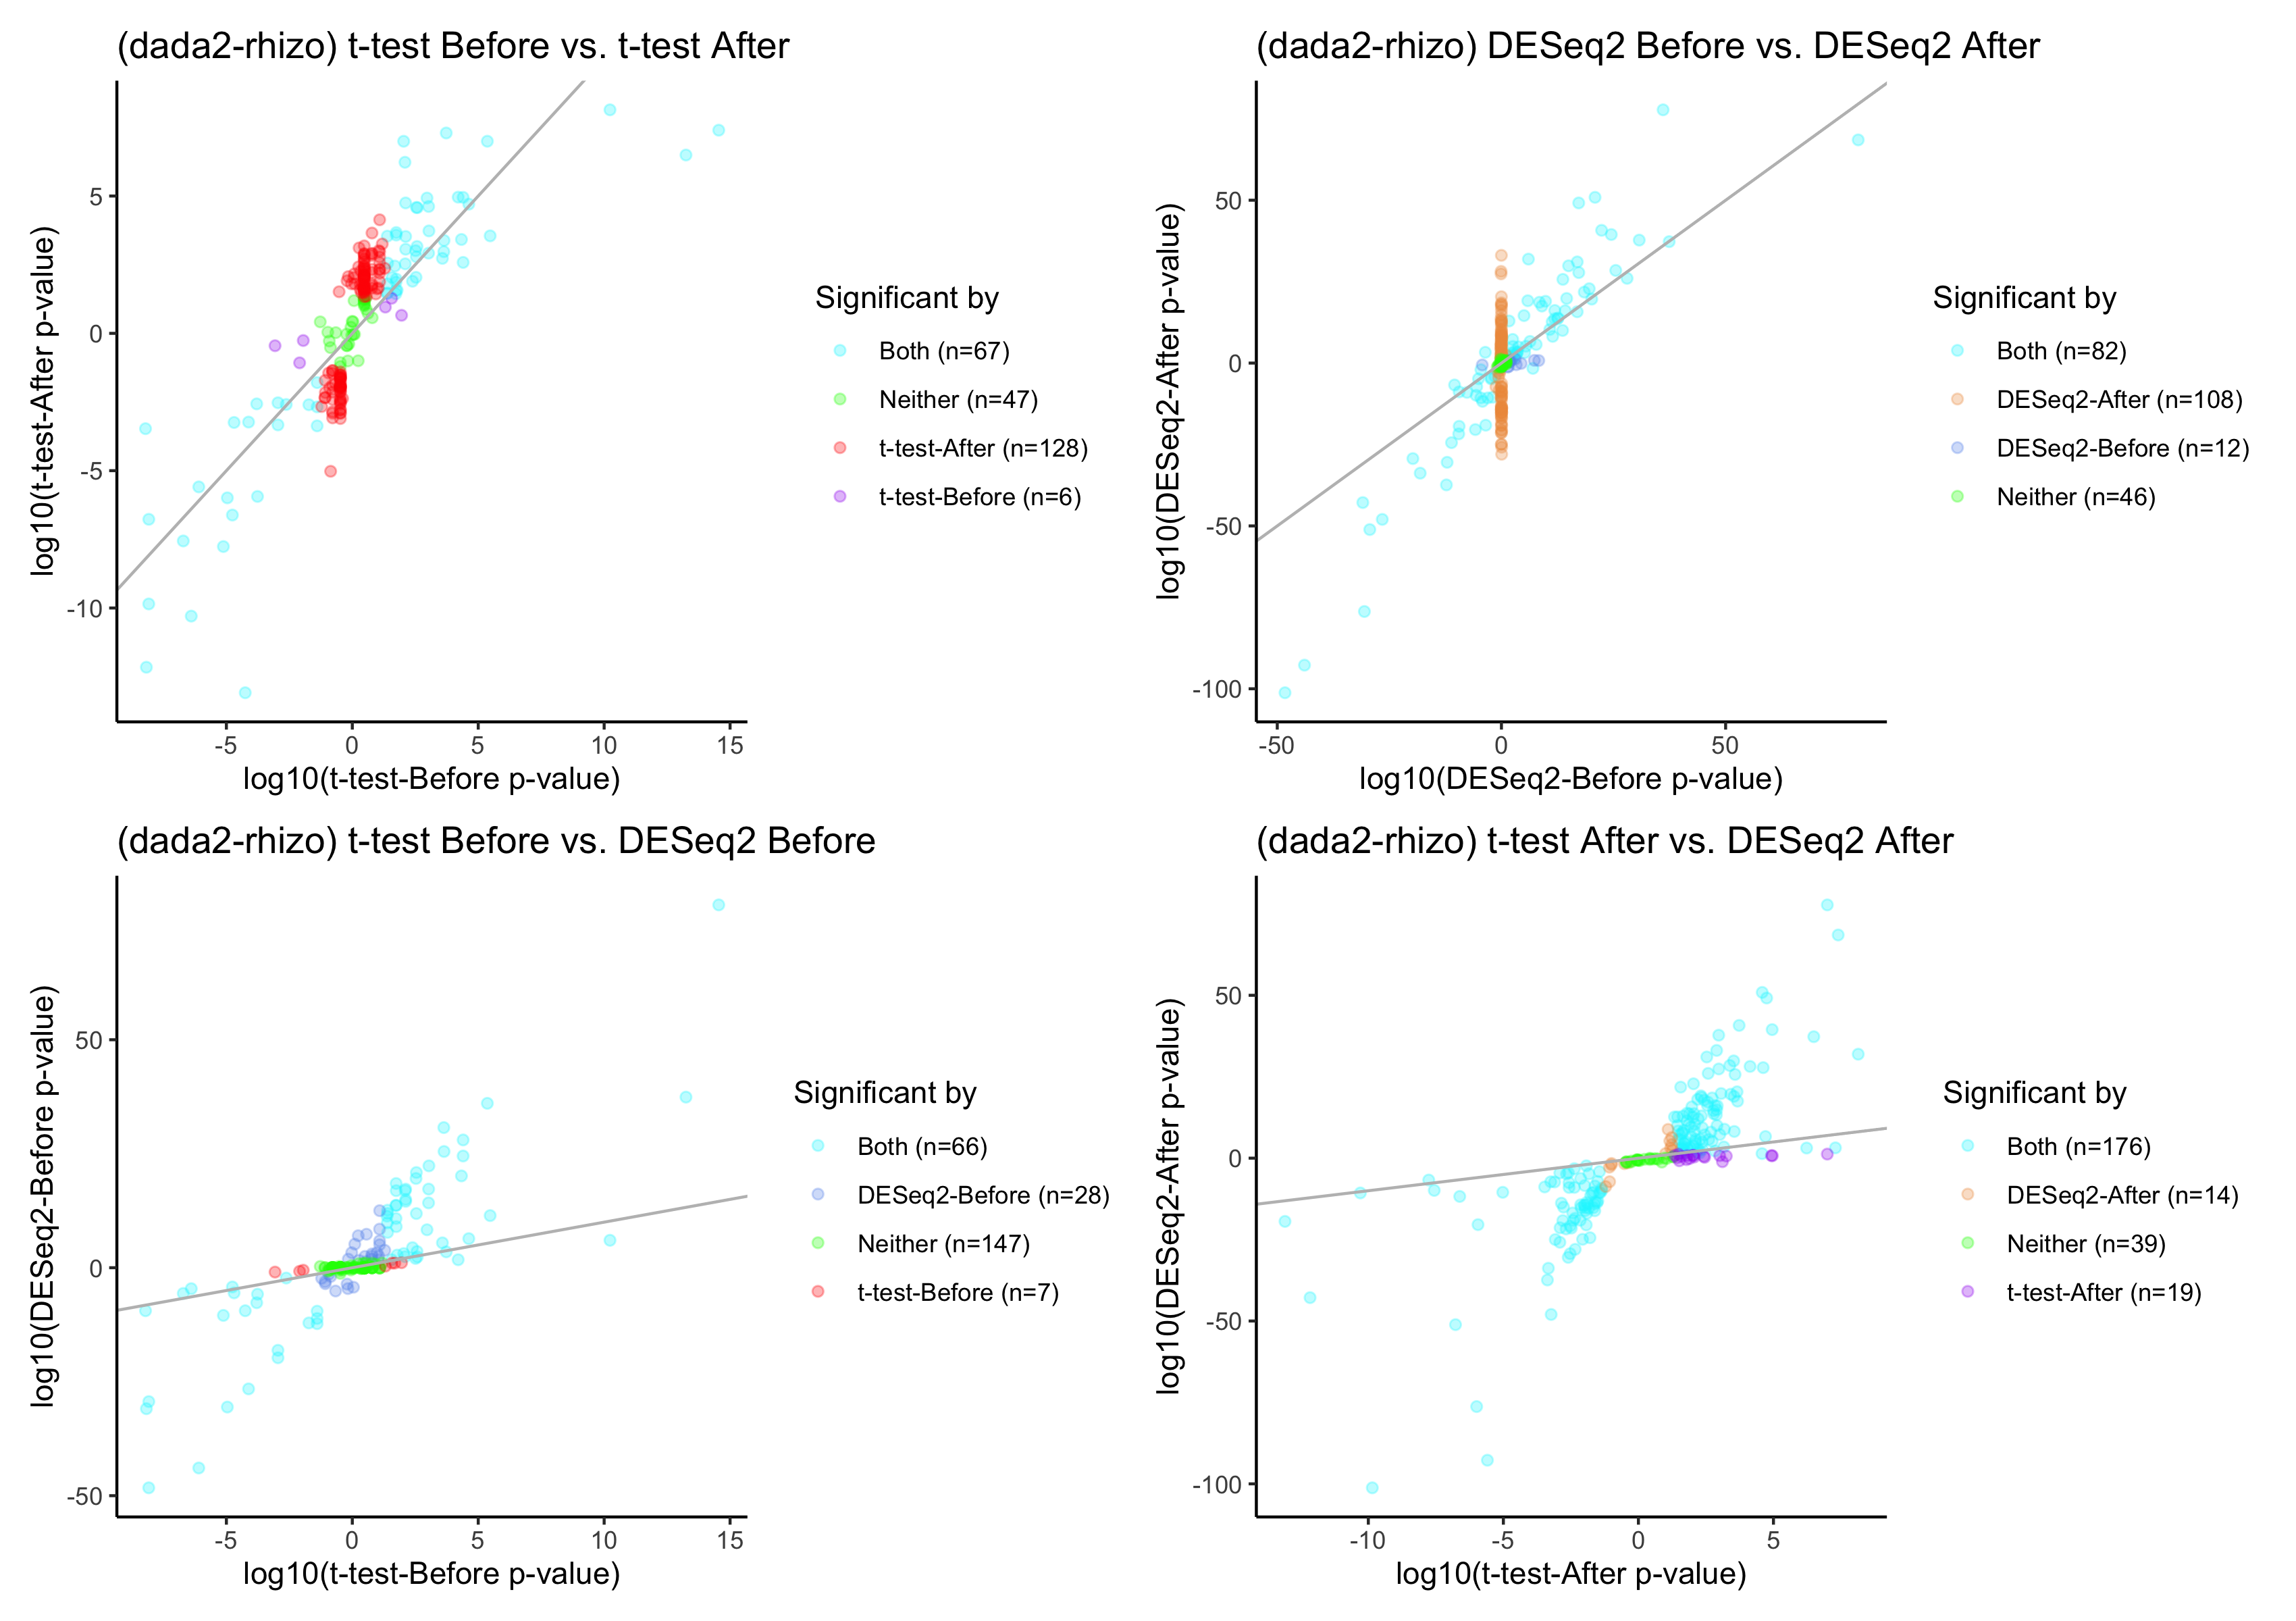 (dada2-rhizo) t-test Before vs. t-test After
log10(t-test-After p-value)
5
0
-5
-10
-5
0
5
10
15
log10(t-test-Before p-value)
Significant by
Both (n=67)
Neither (n=47)
t-test-After (n=128)
t-test-Before (n=6)
(dada2-rhizo) DESeq2 Before vs. DESeq2 After
log10(DESeq2-After p-value)
50
0
-50
-100
-50
0
50
log10(DESeq2-Before p-value)
Significant by
Both (n=82)
DESeq2-After (n=108)
DESeq2-Before (n=12)
Neither (n=46)
(dada2-rhizo) t-test Before vs. DESeq2 Before
log10(DESeq2-Before p-value)
50
0
-50
-5
0
5
10
15
log10(t-test-Before p-value)
Significant by
Both (n=66)
DESeq2-Before (n=28)
Neither (n=147)
t-test-Before (n=7)
(dada2-rhizo) t-test After vs. DESeq2 After
log10(DESeq2-After p-value)
50
0
-50
-100
-10
-5
0
5
log10(t-test-After p-value)
Significant by
Both (n=176)
DESeq2-After (n=14)
Neither (n=39)
t-test-After (n=19)